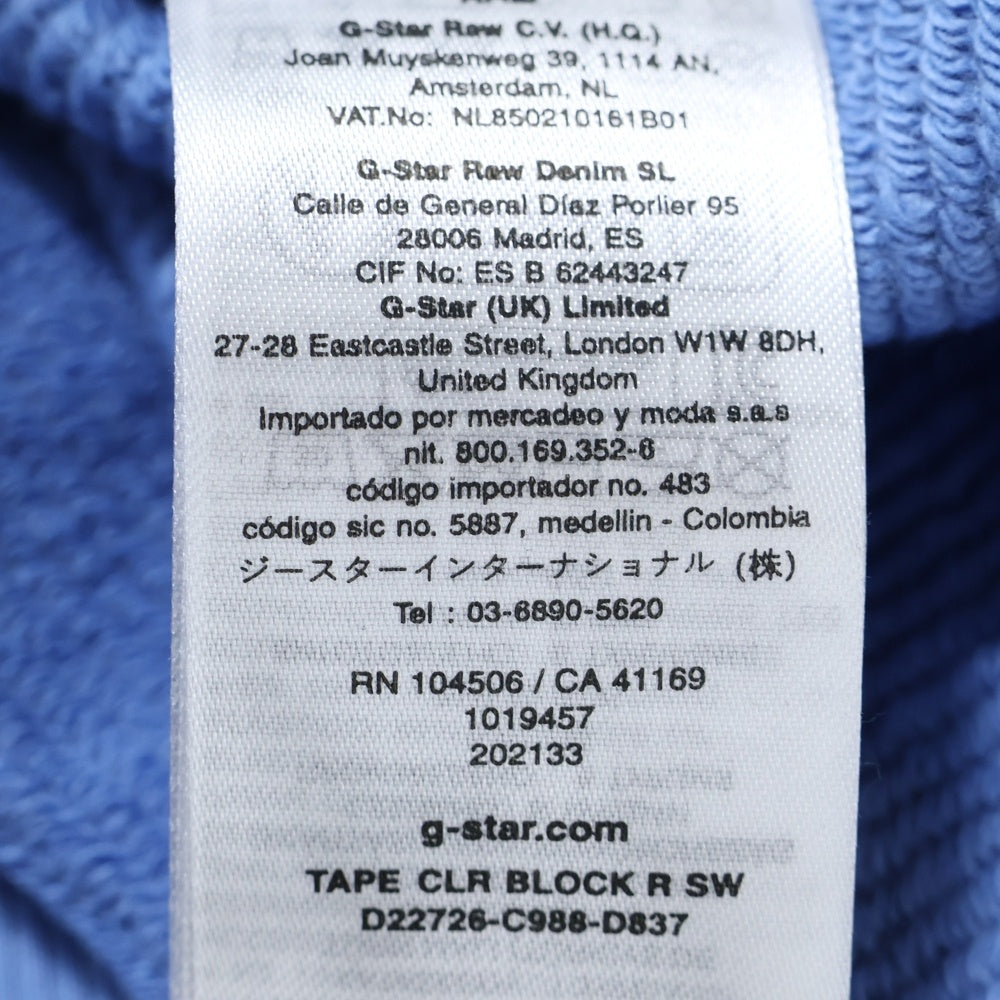 G-Star Raw C.V. (H.Q.)
Joan Muyskenweg 39, 1114 AN,
Amsterdam, NL
VAT.No: NL850210161B01
G-Star Raw Denim SL
Calle de General Díaz Porlier 95
28006 Madrid, ES
CIF No: ES B 62443247
G-Star (UK) Limited
27-28 Eastcastle Street, London W1W 8DH,
United Kingdom
Importado por mercadeo y moda s.a.s
nit. 800.169.352-6
código importador no. 483
código sic no. 5887, medellin - Colombia
ジースターインターナショナル (株)
Tel : 03-6890-5620
RN 104506 / CA 41169
1019457
202133
g-star.com
TAPE CLR BLOCK R SW
D22726-C988-D837